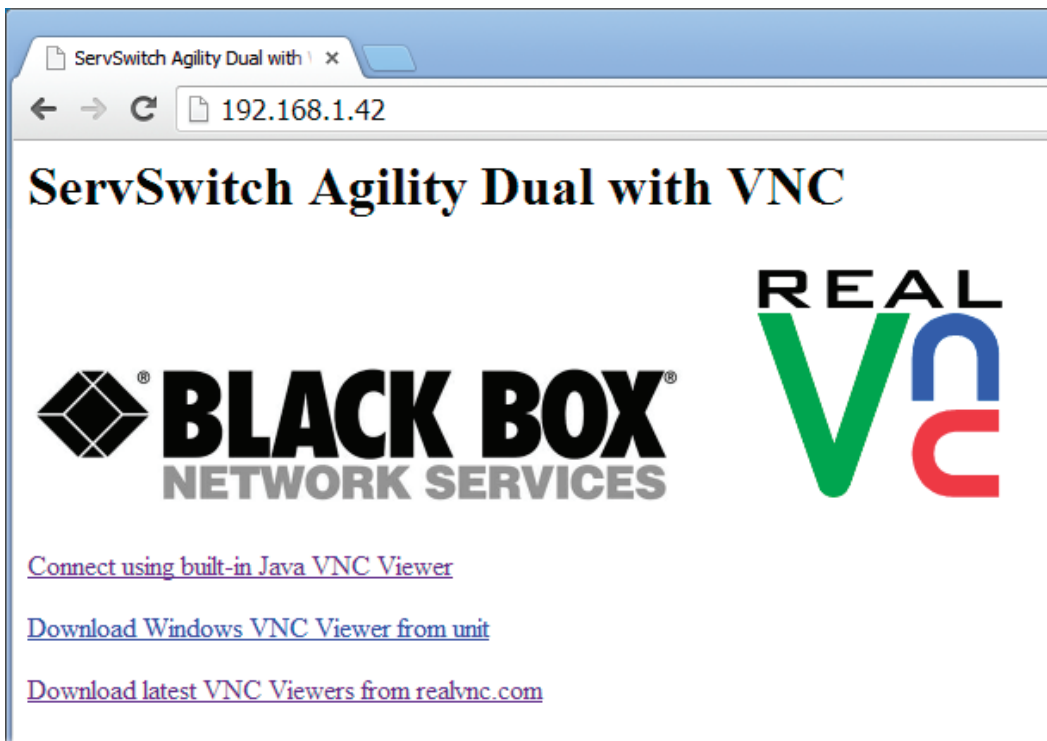 ServSwitch Agility Dual with
192.168.1.42
ServSwitch Agility Dual with VNC
REAL
VNC
® BLACK BOX®
NETWORK SERVICES
Connect using built-in Java VNC Viewer
Download Windows VNC Viewer from unit
Download latest VNC Viewers from realvnc.com